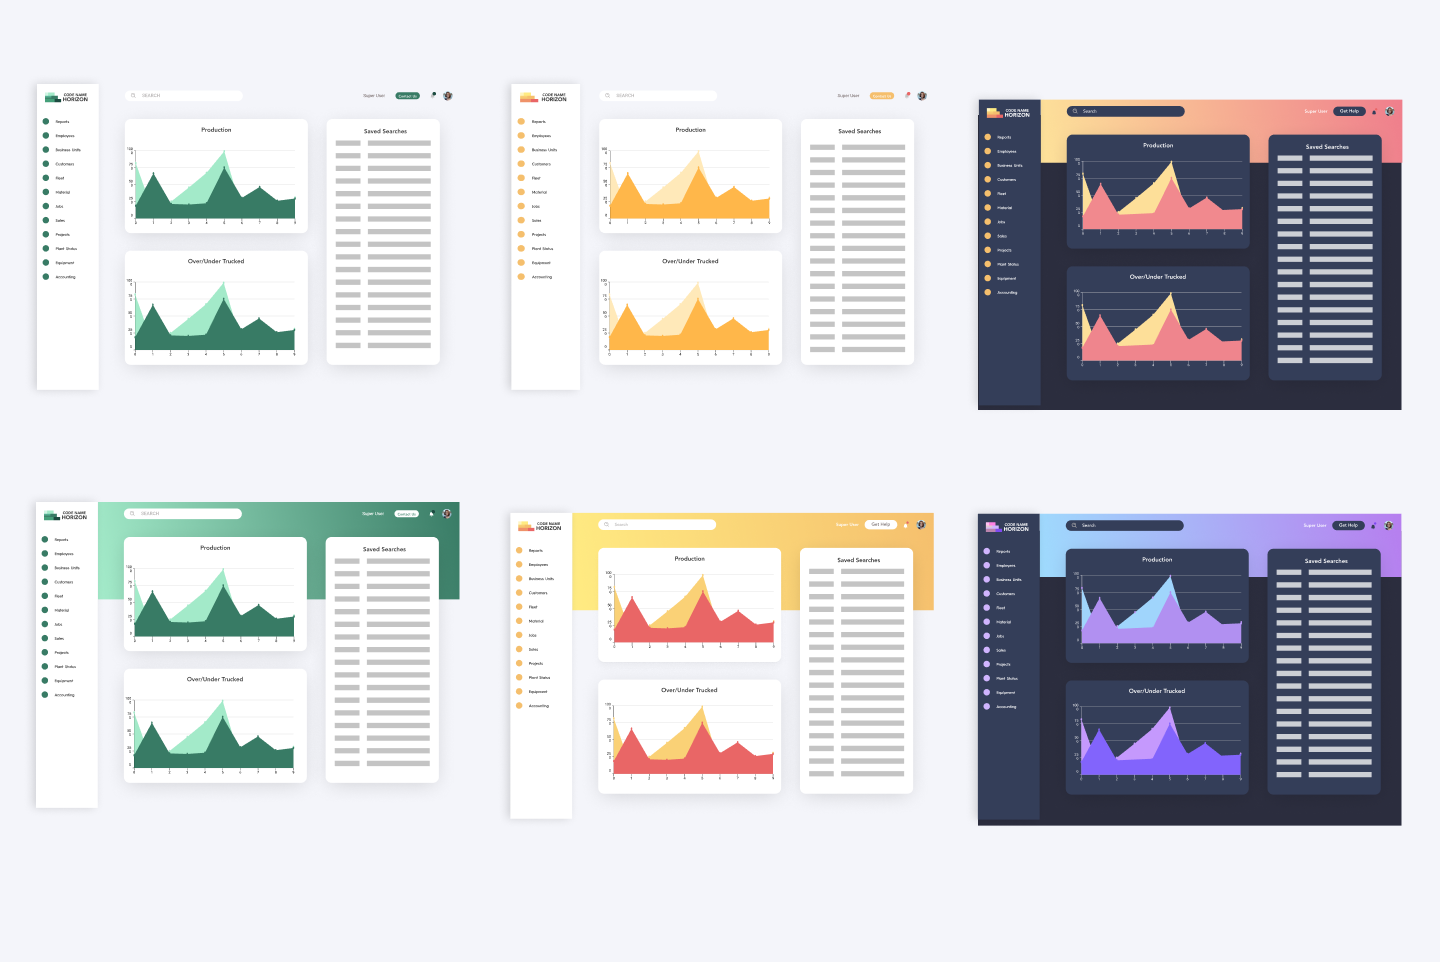 CODE NAME
HORIZON
SEARCH
Super User
Contact Us
Reports
Employees
Business Units
Customers
Fleet
Material
Jobs
Sales
Projects
Plant Status
Equipment
Accounting
Production
Saved Searches
Over/Under Trucked
CODE NAME
HORIZON
SEARCH
Super User
Contact Us
Reports
Employees
Business Units
Customers
Fleet
Material
Jobs
Sales
Projects
Plant Status
Equipment
Accounting
Production
Saved Searches
Over/Under Trucked
CODE NAME
HORIZON
Search
Super User
Get Help
Reports
Employees
Business Units
Customers
Fleet
Material
Jobs
Sales
Projects
Plant Status
Equipment
Accounting
Production
Saved Searches
Over/Under Trucked
CODE NAME
HORIZON
SEARCH
Super User
Contact Us
Reports
Employees
Business Units
Customers
Fleet
Material
Jobs
Sales
Projects
Plant Status
Equipment
Accounting
Production
Saved Searches
Over/Under Trucked
CODE NAME
HORIZON
Search
Super User
Get Help
Reports
Employees
Business Units
Customers
Fleet
Material
Jobs
Sales
Projects
Plant Status
Equipment
Accounting
Production
Saved Searches
Over/Under Trucked
CODE NAME
HORIZON
Search
Super User
Get Help
Reports
Employees
Business Units
Customers
Fleet
Material
Jobs
Sales
Projects
Plant Status
Equipment
Accounting
Production
Saved Searches
Over/Under Trucked